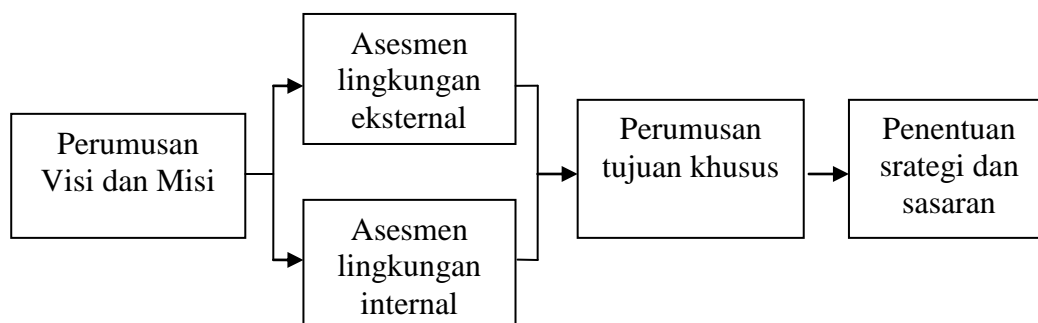 Perumusan
Visi dan Misi
Asesmen
lingkungan
eksternal
Asesmen
lingkungan
internal
Perumusan
tujuan khusus
Penentuan
srategi dan
sasaran